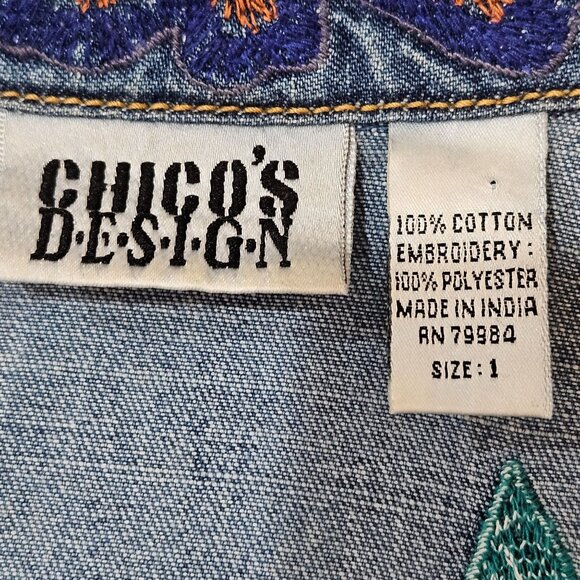 CHICO'S
D·E·S·I·G·N
100% COTTON
EMBROIDERY:
100% POLYESTER
MADE IN INDIA
RN 79984
SIZE: 1